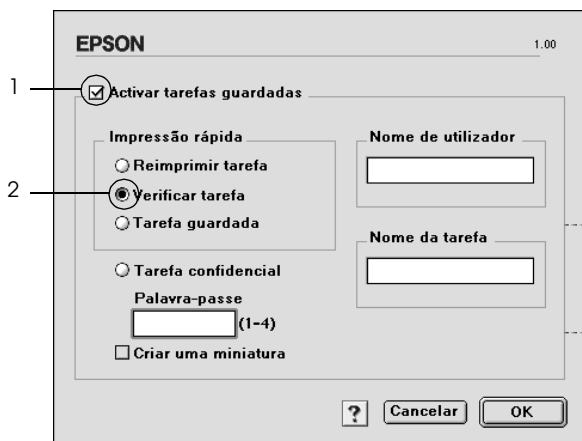 EPSON
1.00
1
Activar tarefas guardadas
Impressão rápida
Reimprimir tarefa
2
Verificar tarefa
Tarefa guardada
Tarefa confidencial
Palavra-passe
(1-4)
Criar uma miniatura
Nome de utilizador
Nome da tarefa
?
Cancelar
OK